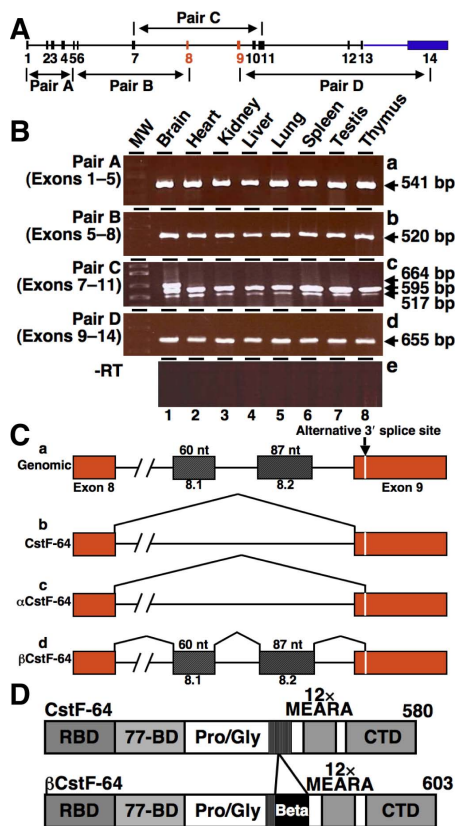 A
Pair C
1 23 4 56 7 8 9 10 11 12 13 14
Pair A Pair B Pair D
B
MW Brain Heart Kidney Liver Lung Spleen Testis Thymus
Pair A
(Exons 1–5)
a
541 bp
Pair B
(Exons 5–8)
b
520 bp
Pair C
(Exons 7–11)
c
664 bp
595 bp
517 bp
Pair D
(Exons 9–14)
d
655 bp
-RT
e
1 2 3 4 5 6 7 8
C
Alternative 3′ splice site
a
Genomic
60 nt 87 nt
Exon 8 8.1 8.2 Exon 9
b
CstF-64
c
αCstF-64
d
βCstF-64
60 nt 87 nt
8.1 8.2
D
CstF-64
12×
MEARA
580
RBD 77-BD Pro/Gly CTD
βCstF-64
12×
MEARA
603
RBD 77-BD Pro/Gly Beta CTD